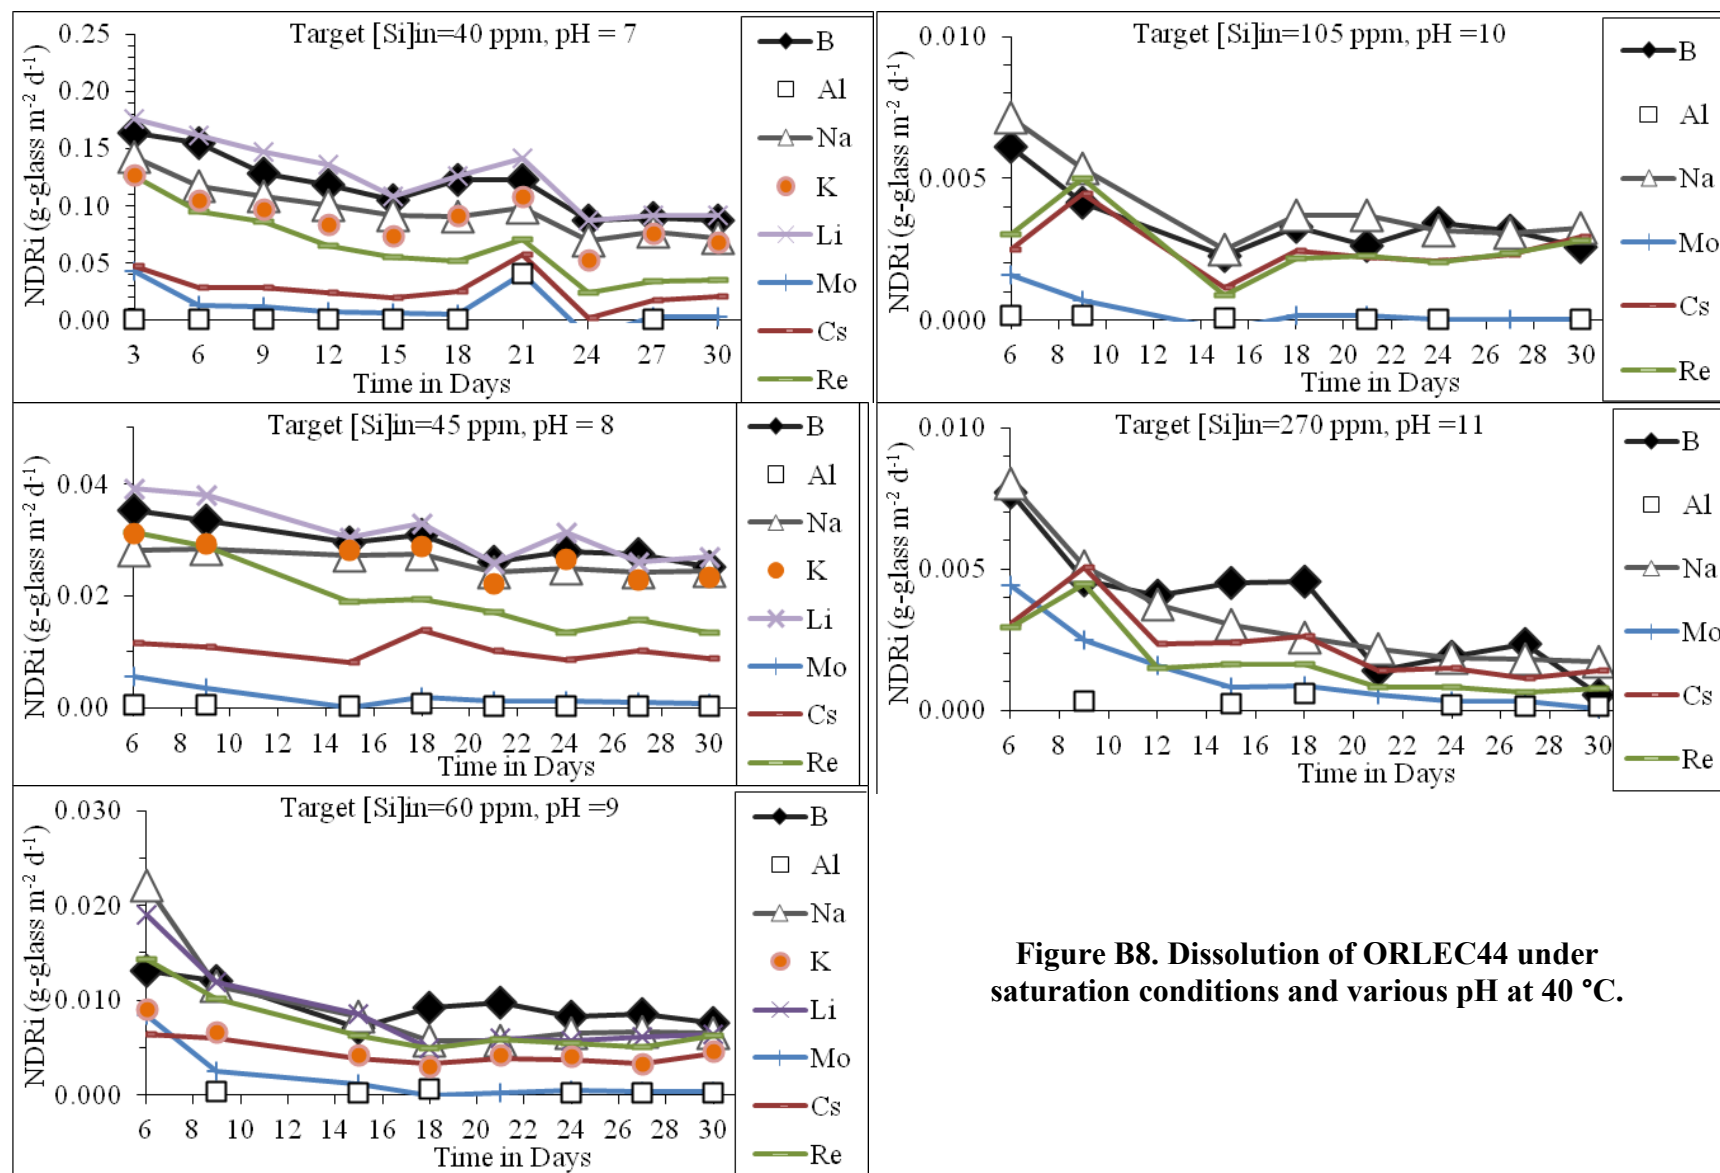 Target [Si]in=40 ppm, pH = 7
NDRi (g-glass m-2 d-1)
0.25
0.20
0.15
0.10
0.05
0.00
3 6 9 12 15 18 21 24 27 30
Time in Days
B
Al
Na
K
Li
Mo
Cs
Re
Target [Si]in=105 ppm, pH =10
NDRi (g-glass m-2 d-1)
0.010
0.005
0.000
6 8 10 12 14 16 18 20 22 24 26 28 30
Time in Days
B
Al
Na
Mo
Cs
Re
Target [Si]in=45 ppm, pH = 8
NDRi (g-glass m-2 d-1)
0.04
0.02
0.00
6 8 10 12 14 16 18 20 22 24 26 28 30
Time in Days
B
Al
Na
K
Li
Mo
Cs
Re
Target [Si]in=270 ppm, pH =11
NDRi (g-glass m-2 d-1)
0.010
0.005
0.000
6 8 10 12 14 16 18 20 22 24 26 28 30
Time in Days
B
Al
Na
Mo
Cs
Re
Target [Si]in=60 ppm, pH =9
NDRi (g-glass m-2 d-1)
0.030
0.020
0.010
0.000
6 8 10 12 14 16 18 20 22 24 26 28 30
Time in Days
B
Al
Na
K
Li
Mo
Cs
Re
Figure B8. Dissolution of ORLEC44 under
saturation conditions and various pH at 40 °C.